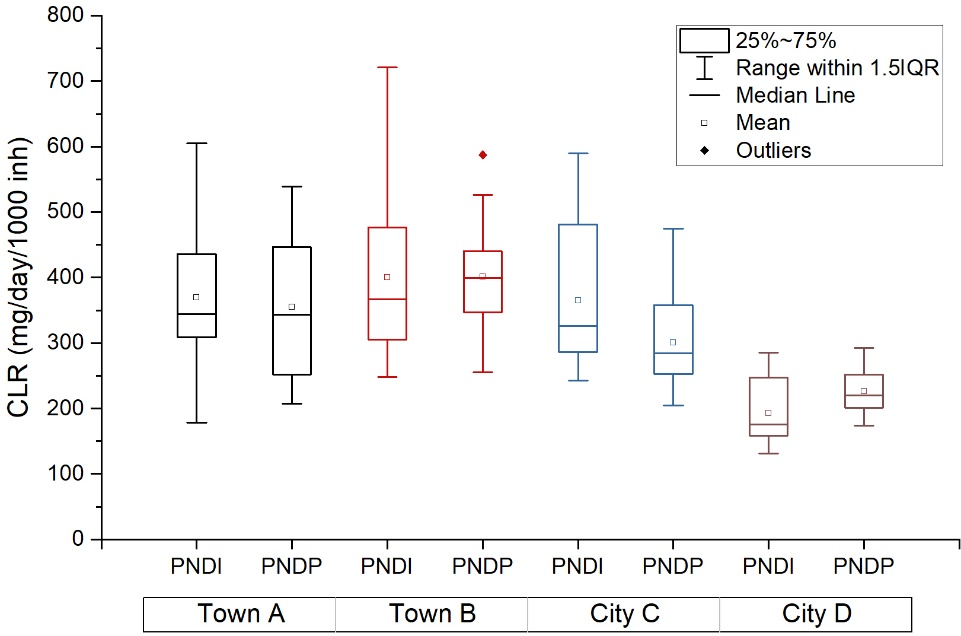 800
700
600
500
400
300
200
100
0
CLR (mg/day/1000 inh)
25%~75%
Range within 1.5IQR
Median Line
Mean
Outliers
PNDI PNDP PNDI PNDP PNDI PNDP PNDI PNDP
Town A Town B City C City D